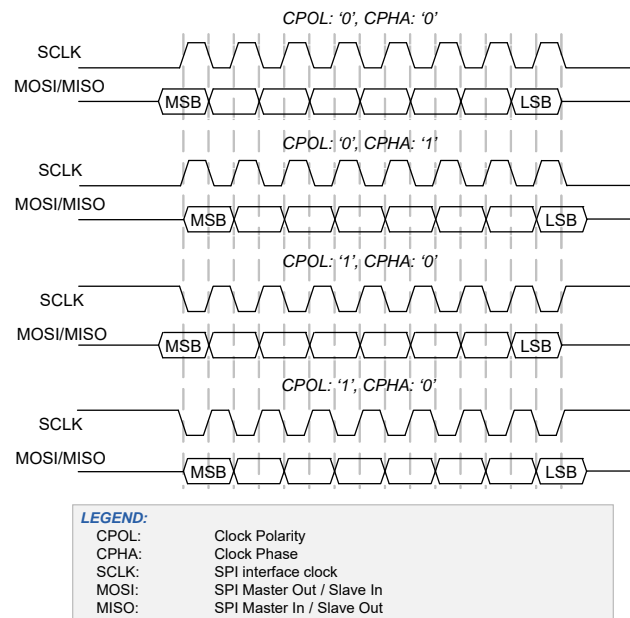 CPOL: '0', CPHA: '0'
SCLK
MOSI/MISO
MSB
LSB
CPOL: '0', CPHA: '1'
SCLK
MOSI/MISO
MSB
LSB
CPOL: '1', CPHA: '0'
SCLK
MOSI/MISO
MSB
LSB
CPOL: '1', CPHA: '0'
SCLK
MOSI/MISO
MSB
LSB
LEGEND:
CPOL: Clock Polarity
CPHA: Clock Phase
SCLK: SPI interface clock
MOSI: SPI Master Out / Slave In
MISO: SPI Master In / Slave Out